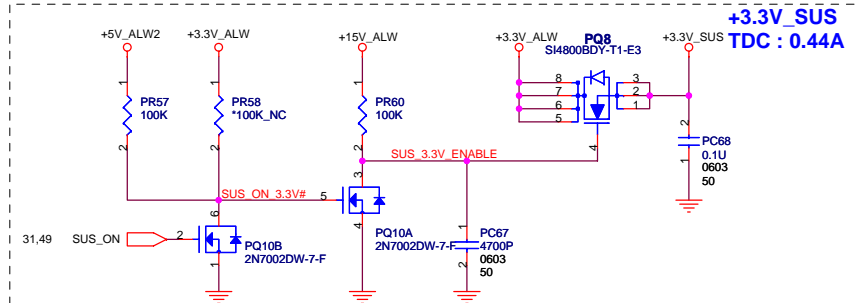 +3.3V_SUS
TDC : 0.44A
+5V_ALW2
+3.3V_ALW
+15V_ALW
+3.3V_ALW
PQ8
SI4800BDY-T1-E3
+3.3V_SUS
1
PR57
100K
2
1
PR58
*100K_NC
2
1
PR60
100K
2
8
7
6
5
3
2
1
4
SUS_3.3V_ENABLE
2
PC68
0.1U
0603
50
1
SUS_ON_3.3V#
5
3
4
PQ10A
2N7002DW-7-F
1
PC67
4700P
0603
50
2
31,49
SUS_ON
2
6
1
PQ10B
2N7002DW-7-F